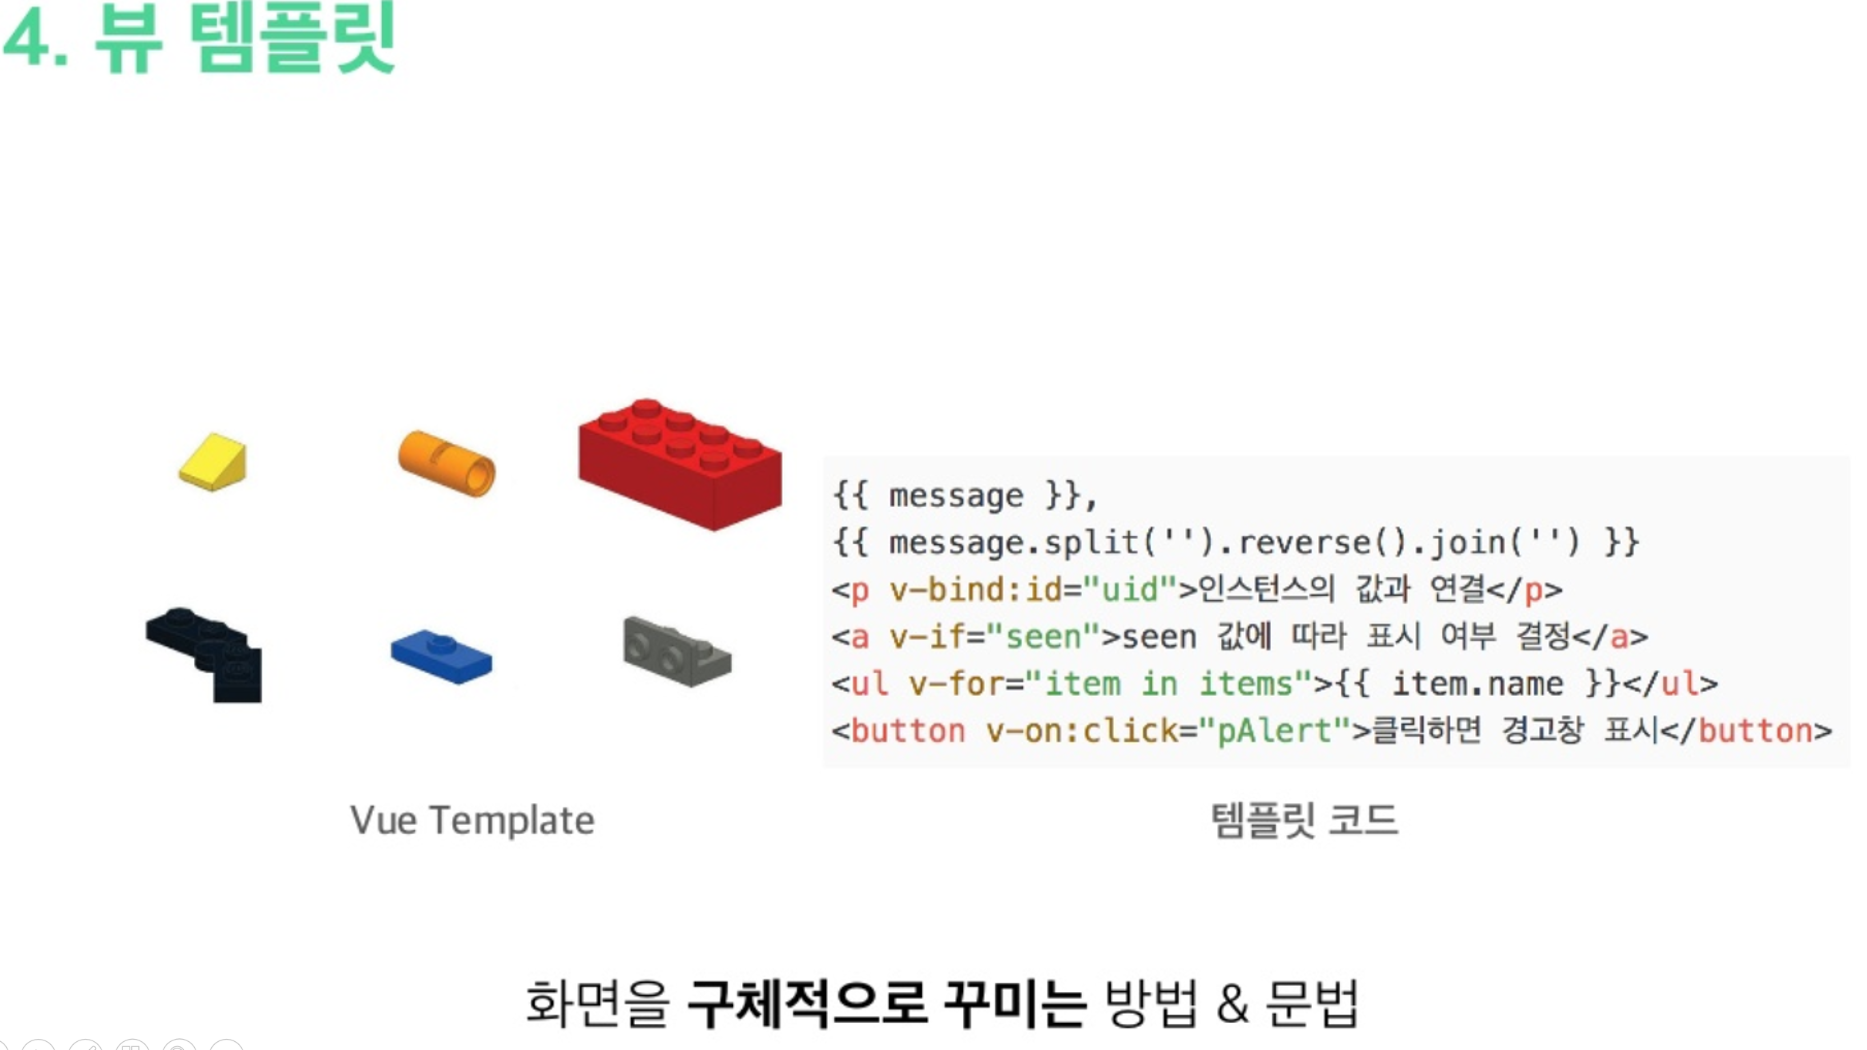 4. 뷰 템플릿
{{ message }},
{{ message.split('').reverse().join('') }}
<p v-bind:id="uid">인스턴스의 값과 연결</p>
<a v-if="seen">seen 값에 따라 표시 여부 결정</a>
<ul v-for="item in items">{{ item.name }}</ul>
<button v-on:click="pAlert">클릭하면 경고창 표시</button>
Vue Template
템플릿 코드
화면을 구체적으로 꾸미는 방법 & 문법